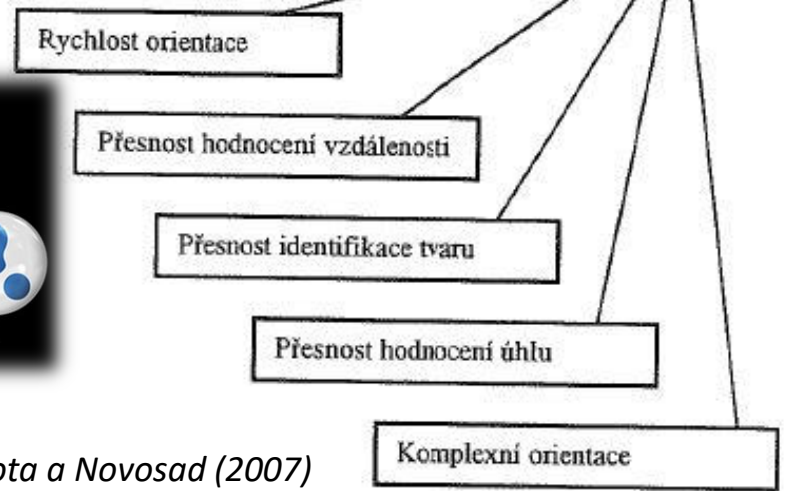 Rychlost orientace
Přesnost hodnocení vzdálenosti
Přesnost identifikace tvaru
Přesnost hodnocení úhlu
Komplexní orientace
a Novosad (2007)